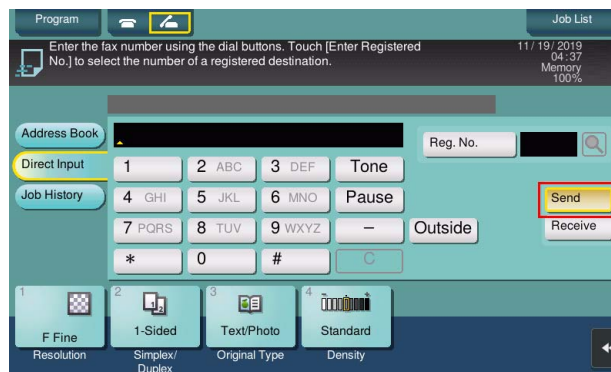 Program
Job List
Enter the fax number using the dial buttons. Touch [Enter Registered
No.] to select the number of a registered destination.
11/19/2019
04:37
Memory
100%
Address Book
Reg. No.
Direct Input
1
2 ABC
3 DEF
Tone
Job History
4 GHI
5 JKL
6 MNO
Pause
Send
7 PQRS
8 TUV
9 WXYZ
–
Outside
Receive
*
0
#
C
1
2
3
4
F Fine
1-Sided
Text/Photo
Standard
Resolution
Simplex/
Duplex
Original Type
Density